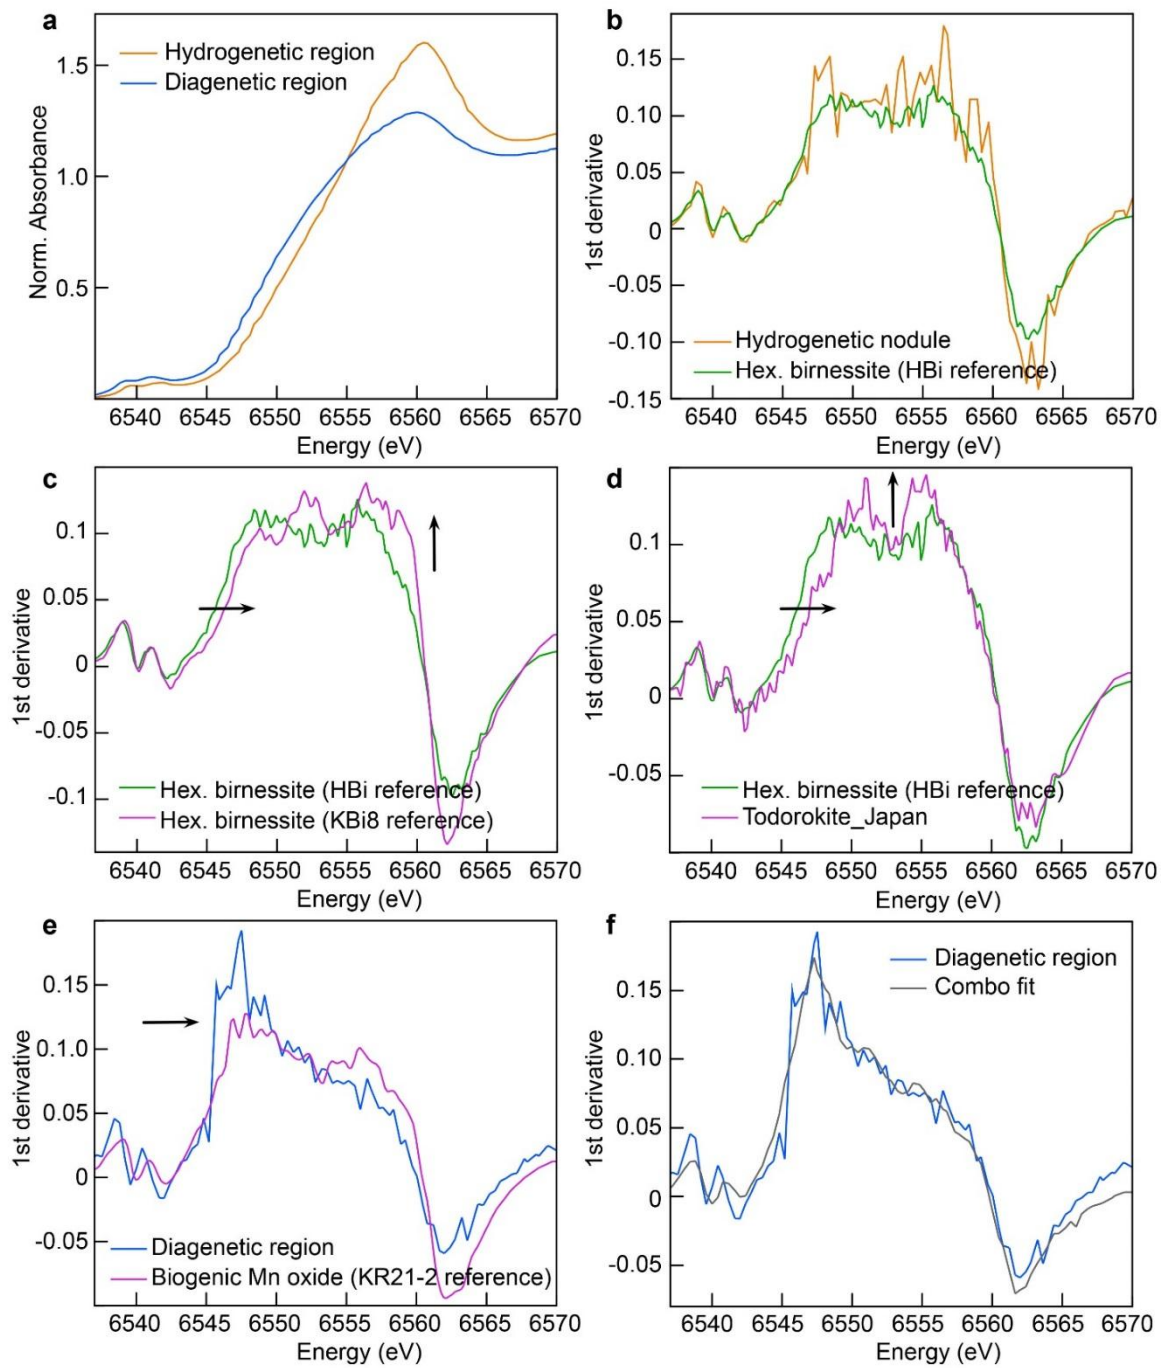 a
Hydrogenetic region
Diagenetic region
1.5
1.0
0.5
Norm. Absorbance
6540 6545 6550 6555 6560 6565 6570
Energy (eV)
b
0.15
0.10
0.05
0
-0.05
-0.10
-0.15
1st derivative
Hydrogenetic nodule
Hex. birnessite (HBi reference)
6540 6545 6550 6555 6560 6565 6570
Energy (eV)
c
0.1
0.05
0
-0.05
-0.1
1st derivative
Hex. birnessite (HBi reference)
Hex. birnessite (KBi8 reference)
6540 6545 6550 6555 6560 6565 6570
Energy (eV)
d
0.1
0.05
0
-0.05
1st derivative
Hex. birnessite (HBi reference)
Todorokite_Japan
6540 6545 6550 6555 6560 6565 6570
Energy (eV)
e
0.15
0.1.0
0.05
0
-0.05
1st derivative
Diagenetic region
Biogenic Mn oxide (KR21-2 reference)
6540 6545 6550 6555 6560 6565 6570
Energy (eV)
f
Diagenetic region
Combo fit
0.15
0.10
0.05
0
-0.05
1st derivative
6540 6545 6550 6555 6560 6565 6570
Energy (eV)